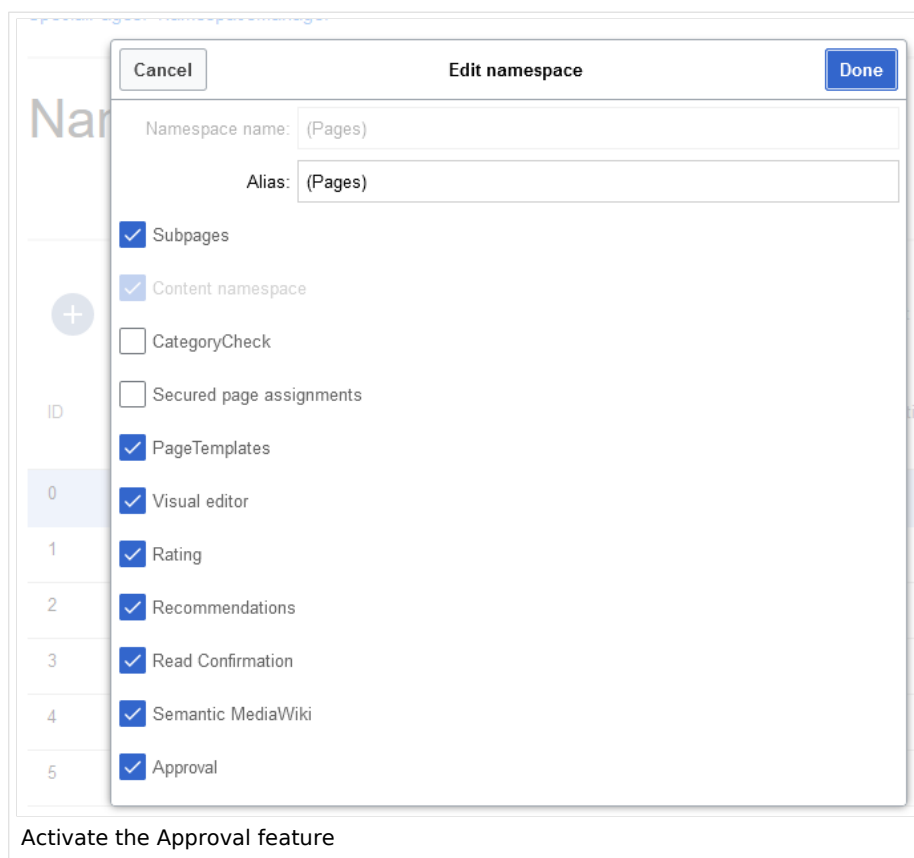 Cancel Edit namespace Done
Nar
Namespace name: (Pages)
Alias: (Pages)
Subpages
Content namespace
CategoryCheck
Secured page assignments
ID
PageTemplates
0 Visual editor
1 Rating
2 Recommendations
3 Read Confirmation
4 Semantic MediaWiki
5 Approval
Activate the Approval feature